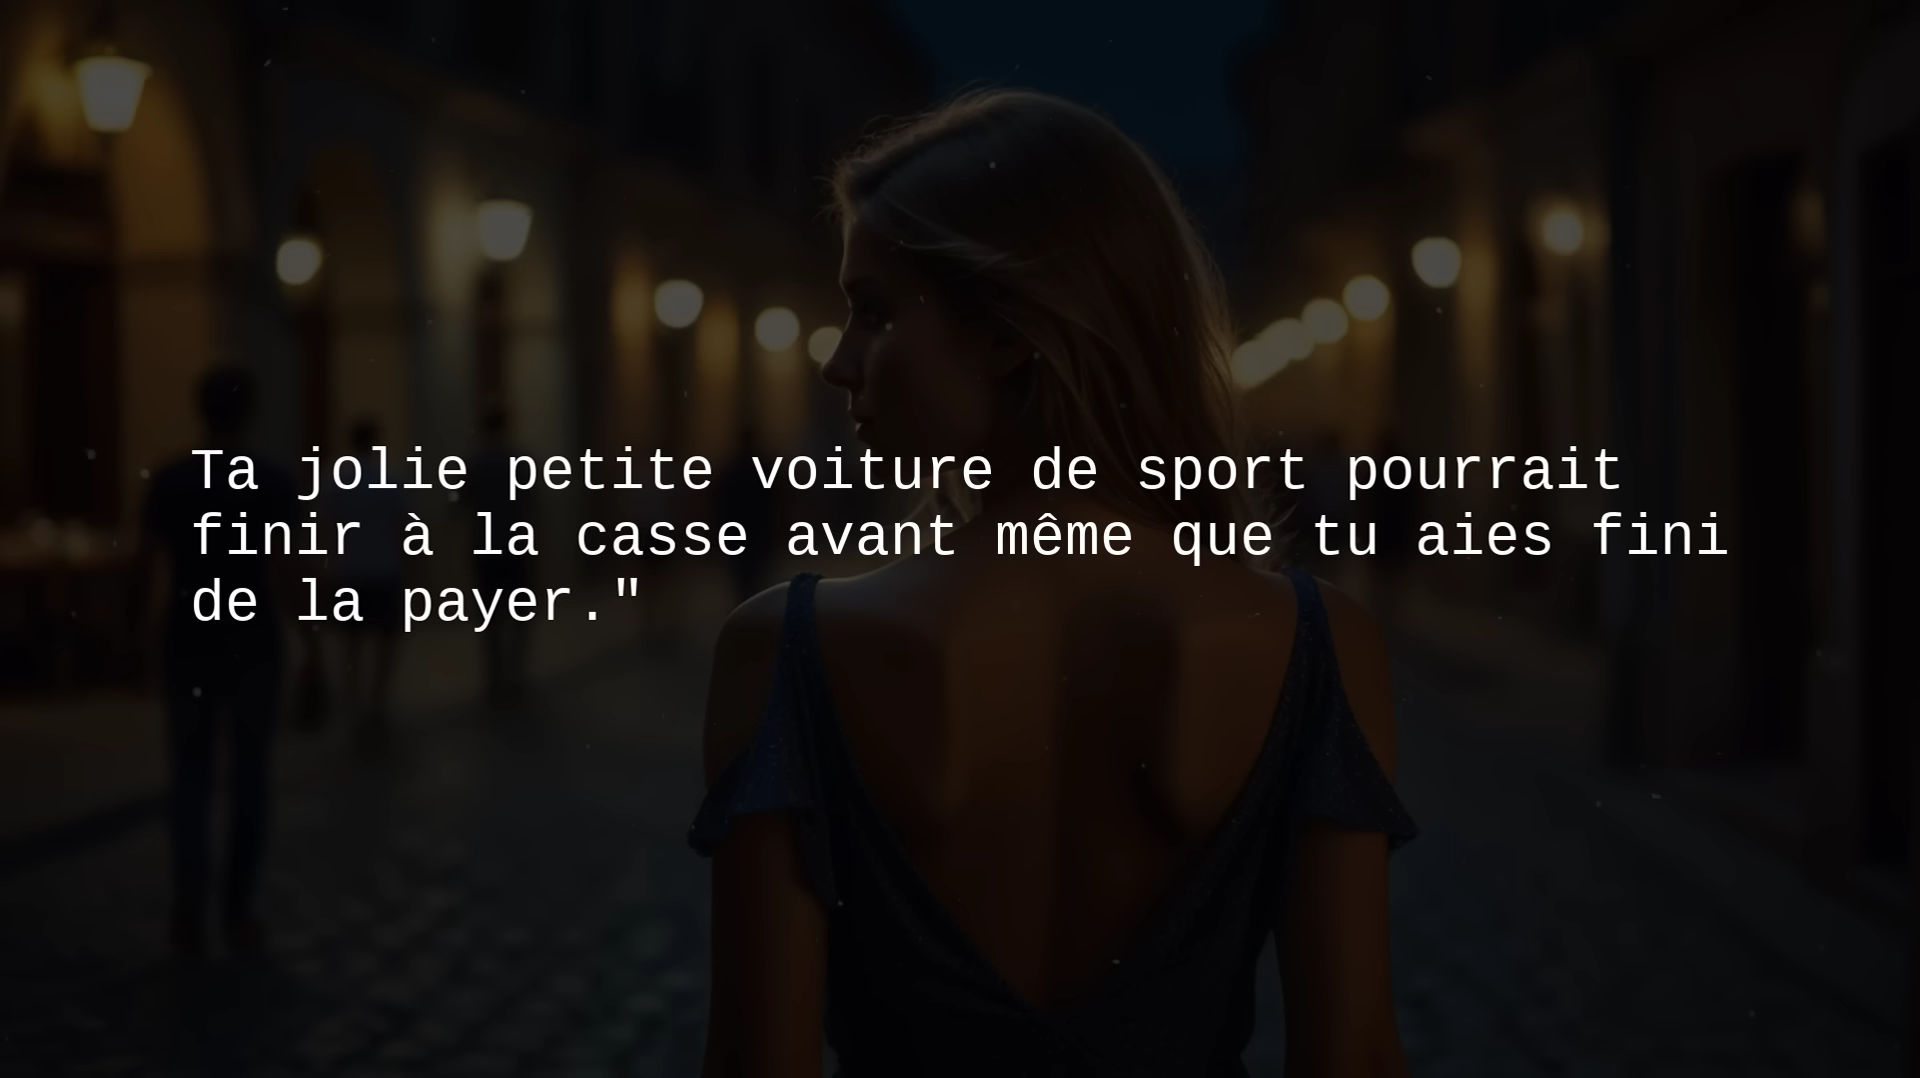 Ta jolie petite voiture de sport pourrait
finir à la casse avant même que tu aies fini
de la payer."